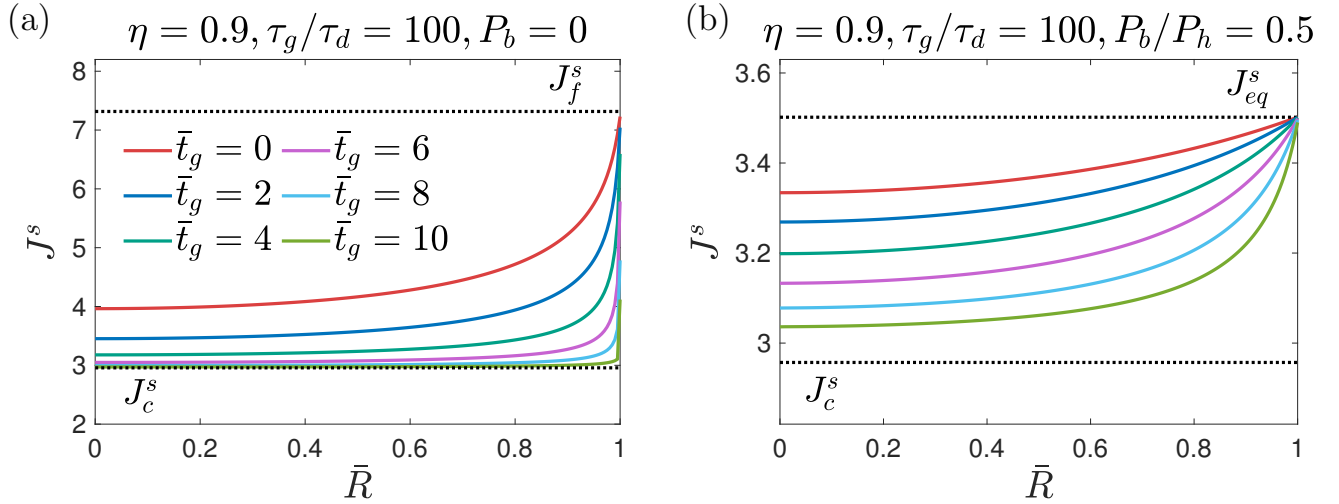 (a)
η = 0.9, τ_g/τ_d = 100, P_b = 0
8
7
6
5
4
3
2
J^s
J^s_f
t̄_g = 0
t̄_g = 6
t̄_g = 2
t̄_g = 8
t̄_g = 4
t̄_g = 10
J^s_c
0
0.2
0.4
0.6
0.8
1
R̄
(b)
η = 0.9, τ_g/τ_d = 100, P_b/P_h = 0.5
3.6
3.4
3.2
3
J^s
J^s_eq
J^s_c
0
0.2
0.4
0.6
0.8
1
R̄